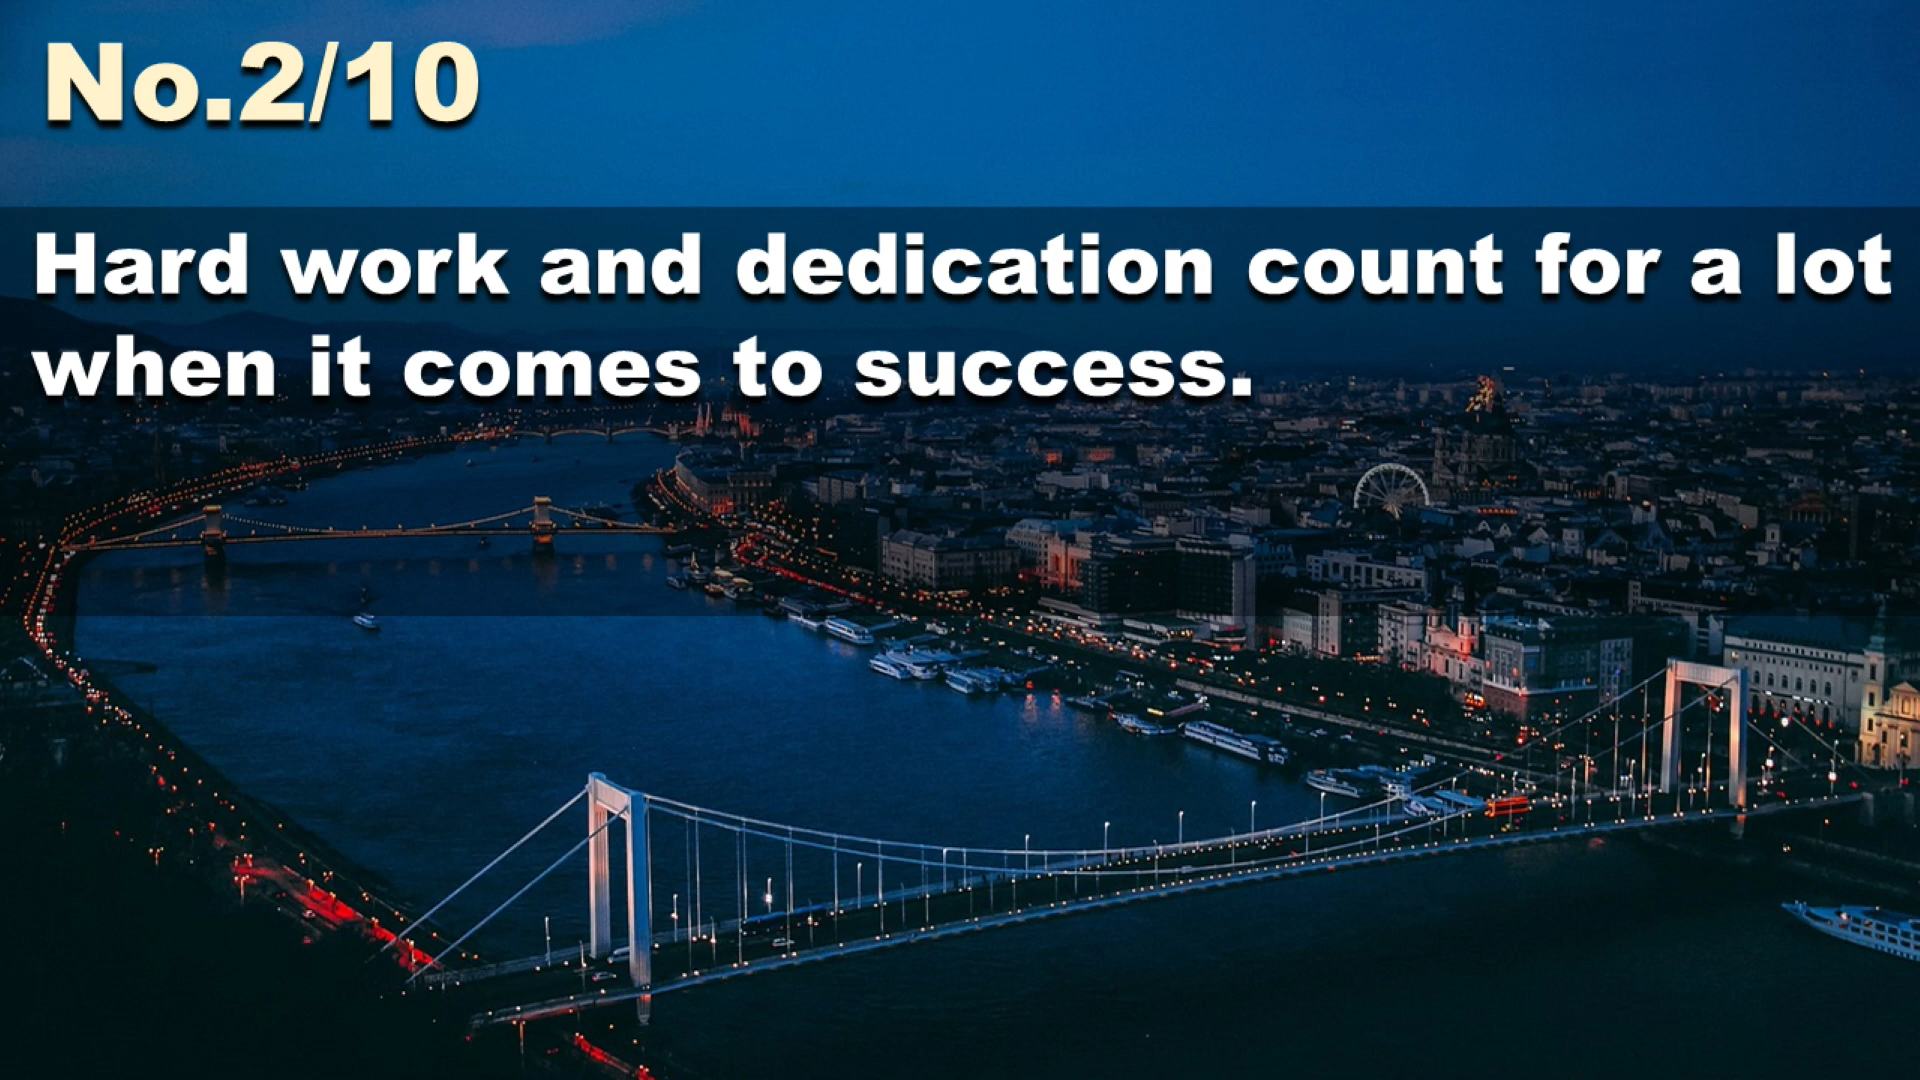 No.2/10
Hard work and dedication count for a lot
when it comes to success.